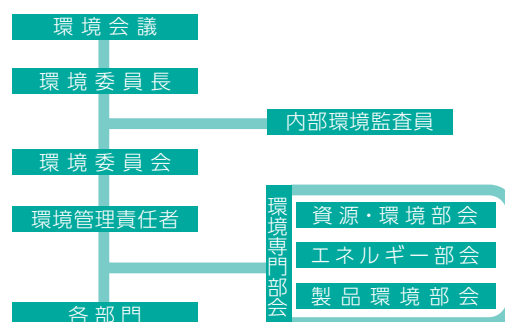 環境会議
環境委員長
内部環境監査員
環境委員会
環境管理責任者
環境専門部会
資源・環境部会
エネルギー部会
製品環境部会
各部門